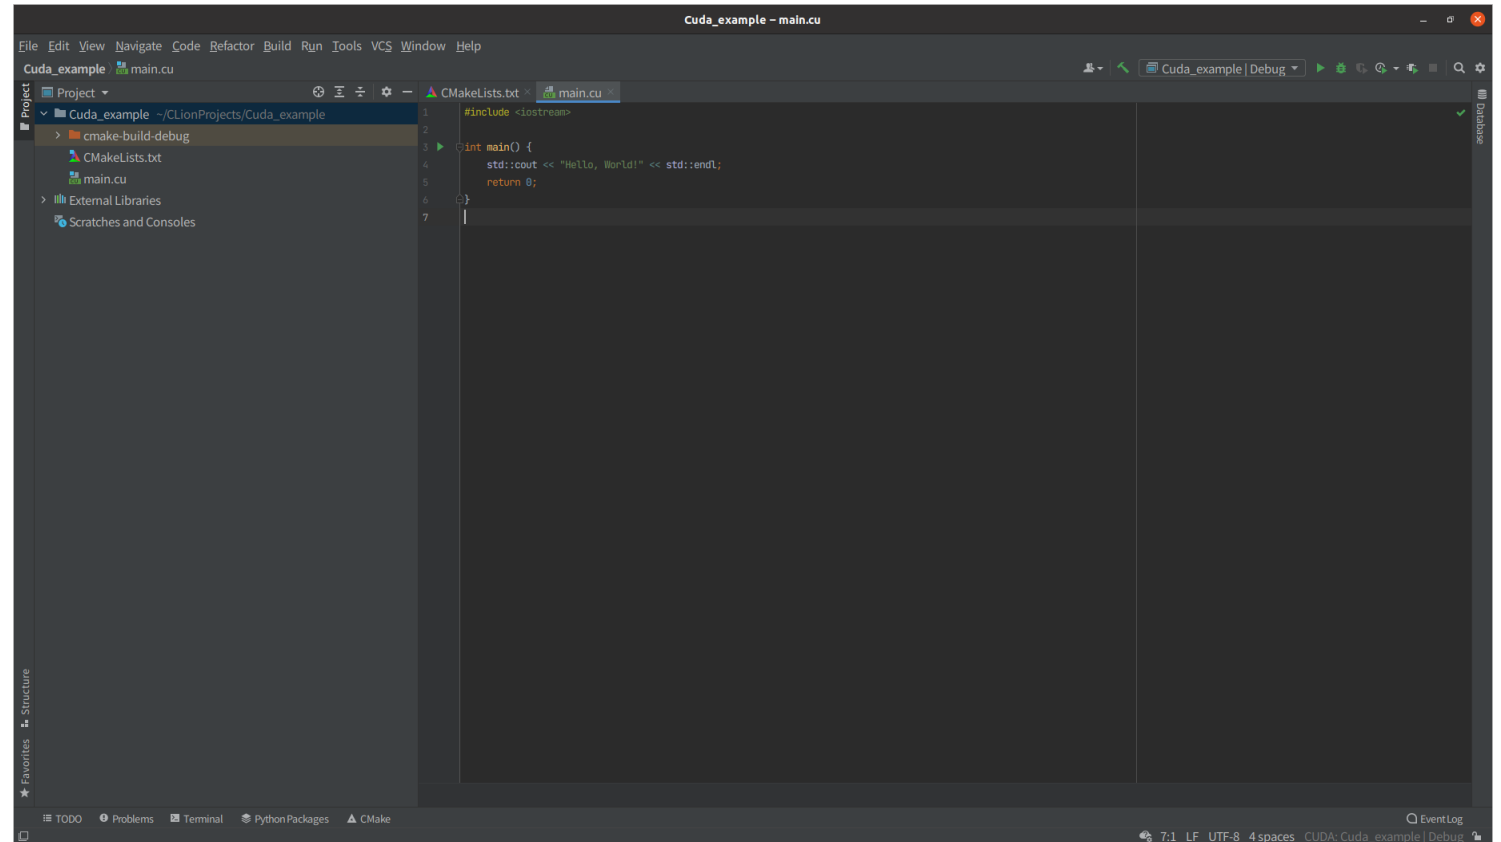 Cuda_example – main.cu
File Edit View Navigate Code Refactor Build Run Tools VCS Window Help
Cuda_example main.cu
Cuda_example | Debug
Project
Project
CMakeLists.txt
main.cu
Cuda_example ~/CLionProjects/Cuda_example
cmake-build-debug
CMakeLists.txt
main.cu
External Libraries
Scratches and Consoles
1 #include <iostream>
2
3 int main() {
4 std::cout << "Hello, World!" << std::endl;
5 return 0;
6 }
7
Database
Structure
Favorites
TODO Problems Terminal Python Packages CMake
Event Log
7:1 LF UTF-8 4 spaces CUDA: Cuda_example | Debug